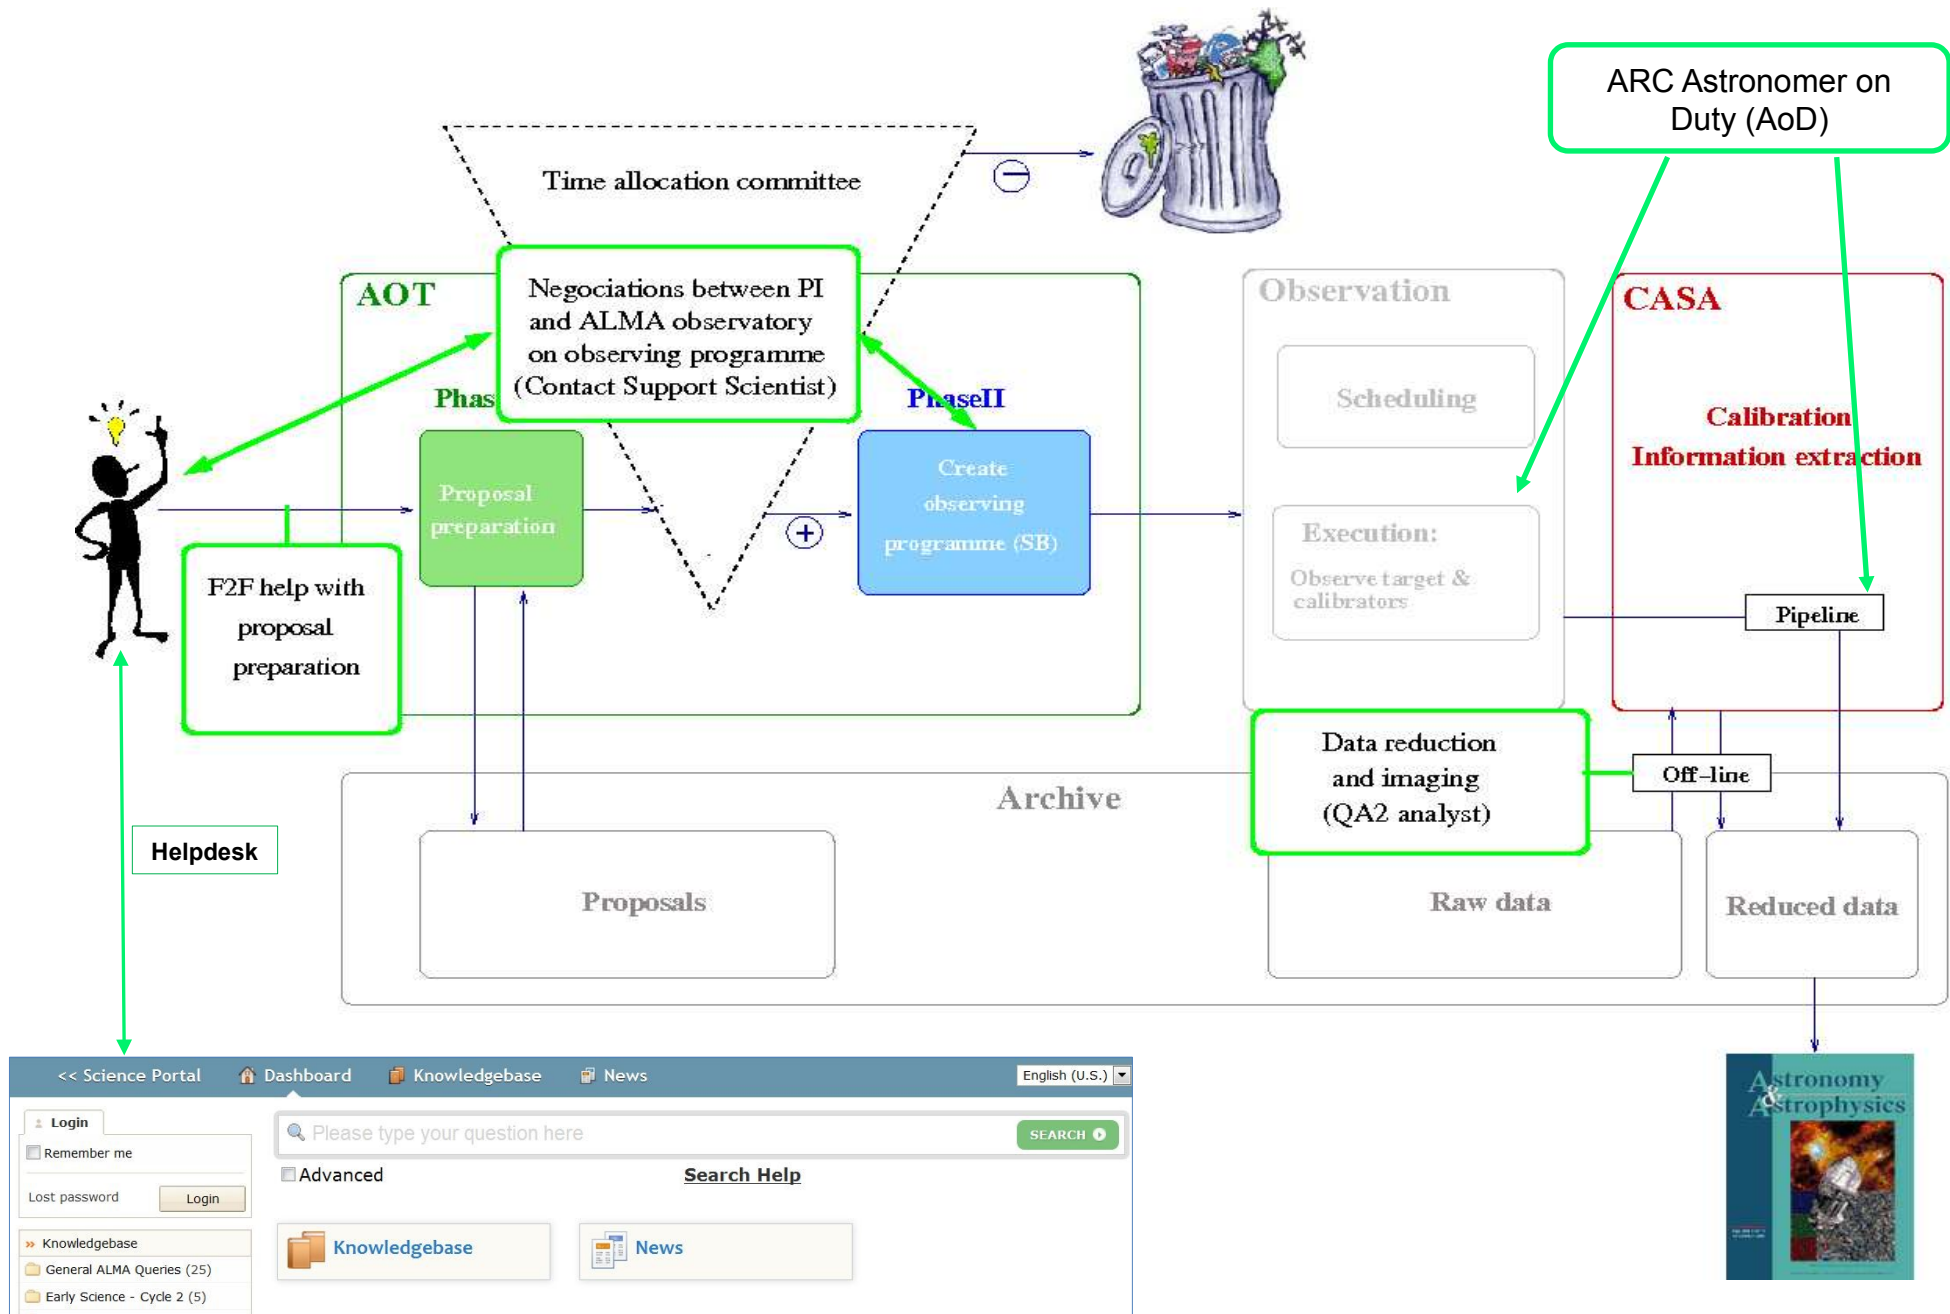 ARC Astronomer on
Duty (AoD)
Time allocation committee
AOT
Negociations between PI
and ALMA observatory
on observing programme
(Contact Support Scientist)
Phas
PhaseII
Proposal
preparation
Create
observing
programme (SB)
F2F help with
proposal
preparation
Observation
Scheduling
Execution:
Observe target &
calibrators
CASA
Calibration
Information extraction
Pipeline
Data reduction
and imaging
(QA2 analyst)
Off-line
Archive
Proposals
Raw data
Reduced data
Helpdesk
<< Science Portal
Dashboard
Knowledgebase
News
English (U.S.)
Login
Remember me
Lost password
Login
Please type your question here
SEARCH
Advanced
Search Help
Knowledgebase
News
Knowledgebase
General ALMA Queries (25)
Early Science - Cycle 2 (5)
Astronomy
&
Astrophysics